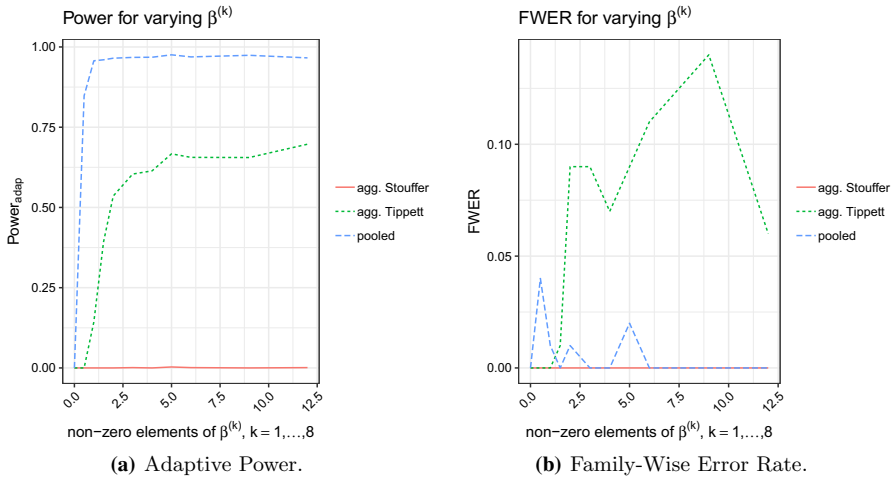 Power for varying β(k)
1.00
0.75
0.50
0.25
0.00
Poweradap
0.0
2.5
5.0
7.5
10.0
12.5
non-zero elements of β(k), k = 1,…,8
agg. Stouffer
agg. Tippett
pooled
(a) Adaptive Power.
FWER for varying β(k)
0.10
0.05
0.00
FWER
0.0
2.5
5.0
7.5
10.0
12.5
non-zero elements of β(k), k = 1,…,8
agg. Stouffer
agg. Tippett
pooled
(b) Family-Wise Error Rate.